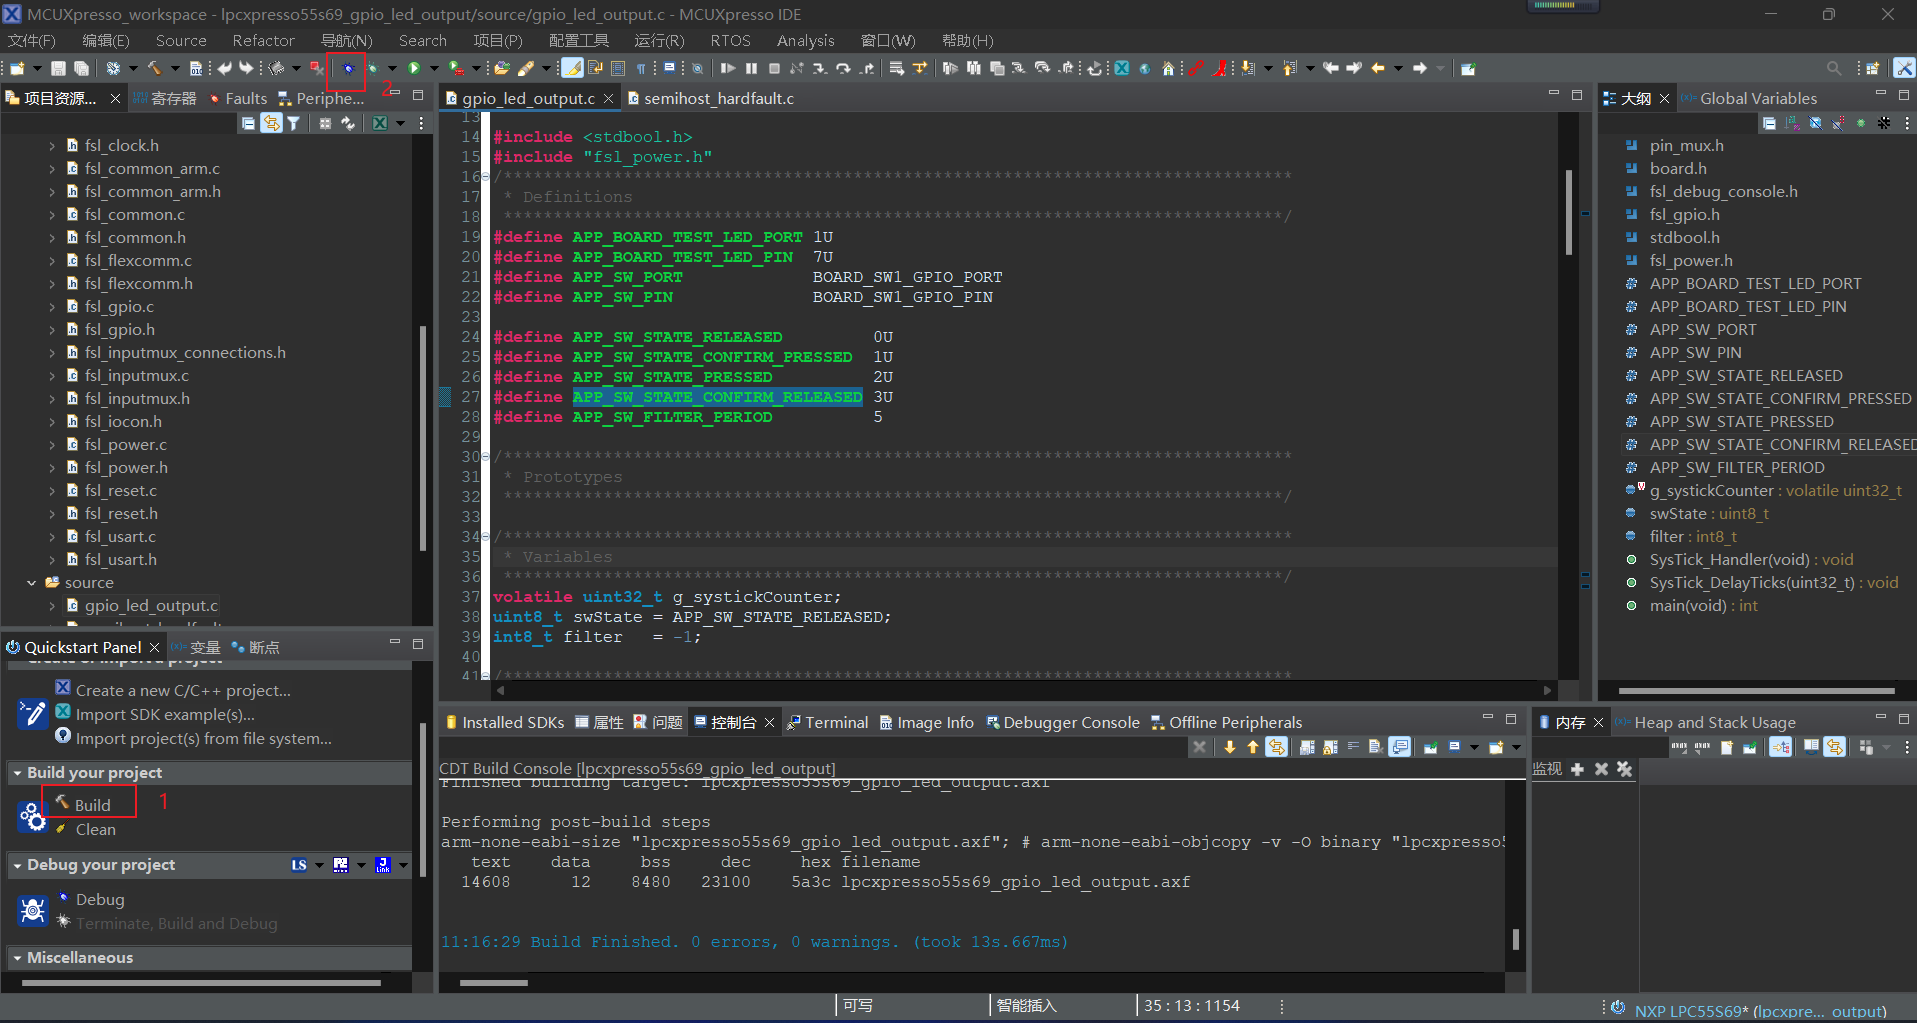 MCUXpresso_workspace - lpcxpresso55s69_gpio_led_output/source/gpio_led_output.c - MCUXpresso IDE
文件(F) 编辑(E) Source Refactor 导航(N) Search 项目(P) 配置工具 运行(R) RTOS Analysis 窗口(W) 帮助(H)
2
项目资源... 寄存器 Faults Periphe...
fsl_clock.h
fsl_common_arm.c
fsl_common_arm.h
fsl_common.c
fsl_common.h
fsl_flexcomm.c
fsl_flexcomm.h
fsl_gpio.c
fsl_gpio.h
fsl_inputmux_connections.h
fsl_inputmux.c
fsl_inputmux.h
fsl_iocon.h
fsl_power.c
fsl_power.h
fsl_reset.c
fsl_reset.h
fsl_usart.c
fsl_usart.h
source
gpio_led_output.c
gpio_led_output.c semihost_hardfault.c
13
14 #include <stdbool.h>
15 #include "fsl_power.h"
16 /*******************************************************************************
17 * Definitions
18 ******************************************************************************/
19 #define APP_BOARD_TEST_LED_PORT 1U
20 #define APP_BOARD_TEST_LED_PIN 7U
21 #define APP_SW_PORT BOARD_SW1_GPIO_PORT
22 #define APP_SW_PIN BOARD_SW1_GPIO_PIN
23
24 #define APP_SW_STATE_RELEASED 0U
25 #define APP_SW_STATE_CONFIRM_PRESSED 1U
26 #define APP_SW_STATE_PRESSED 2U
27 #define APP_SW_STATE_CONFIRM_RELEASED 3U
28 #define APP_SW_FILTER_PERIOD 5
29
30 /*******************************************************************************
31 * Prototypes
32 ******************************************************************************/
33
34 /*******************************************************************************
35 * Variables
36 ******************************************************************************/
37 volatile uint32_t g_systickCounter;
38 uint8_t swState = APP_SW_STATE_RELEASED;
39 int8_t filter = -1;
40
41 /*******************************************************************************
大纲 Global Variables
pin_mux.h
board.h
fsl_debug_console.h
fsl_gpio.h
stdbool.h
fsl_power.h
APP_BOARD_TEST_LED_PORT
APP_BOARD_TEST_LED_PIN
APP_SW_PORT
APP_SW_PIN
APP_SW_STATE_RELEASED
APP_SW_STATE_CONFIRM_PRESSED
APP_SW_STATE_PRESSED
APP_SW_STATE_CONFIRM_RELEASED
APP_SW_FILTER_PERIOD
g_systickCounter : volatile uint32_t
swState : uint8_t
filter : int8_t
SysTick_Handler(void) : void
SysTick_DelayTicks(uint32_t) : void
main(void) : int
Quickstart Panel 变量 断点
Create or import a project
Create a new C/C++ project...
Import SDK example(s)...
Import project(s) from file system...
Build your project
Build 1
Clean
Debug your project LS
Debug
Terminate, Build and Debug
Miscellaneous
Installed SDKs 属性 问题 控制台 Terminal Image Info Debugger Console Offline Peripherals
CDT Build Console [lpcxpresso55s69_gpio_led_output]
Finished building target: lpcxpresso55s69_gpio_led_output.axf
Performing post-build steps
arm-none-eabi-size "lpcxpresso55s69_gpio_led_output.axf"; # arm-none-eabi-objcopy -v -O binary "lpcxpresso5
text data bss dec hex filename
14608 12 8480 23100 5a3c lpcxpresso55s69_gpio_led_output.axf
11:16:29 Build Finished. 0 errors, 0 warnings. (took 13s.667ms)
内存 Heap and Stack Usage
监视
可写 智能插入 35 : 13 : 1154
NXP LPC55S69* (lpcxpre... output)